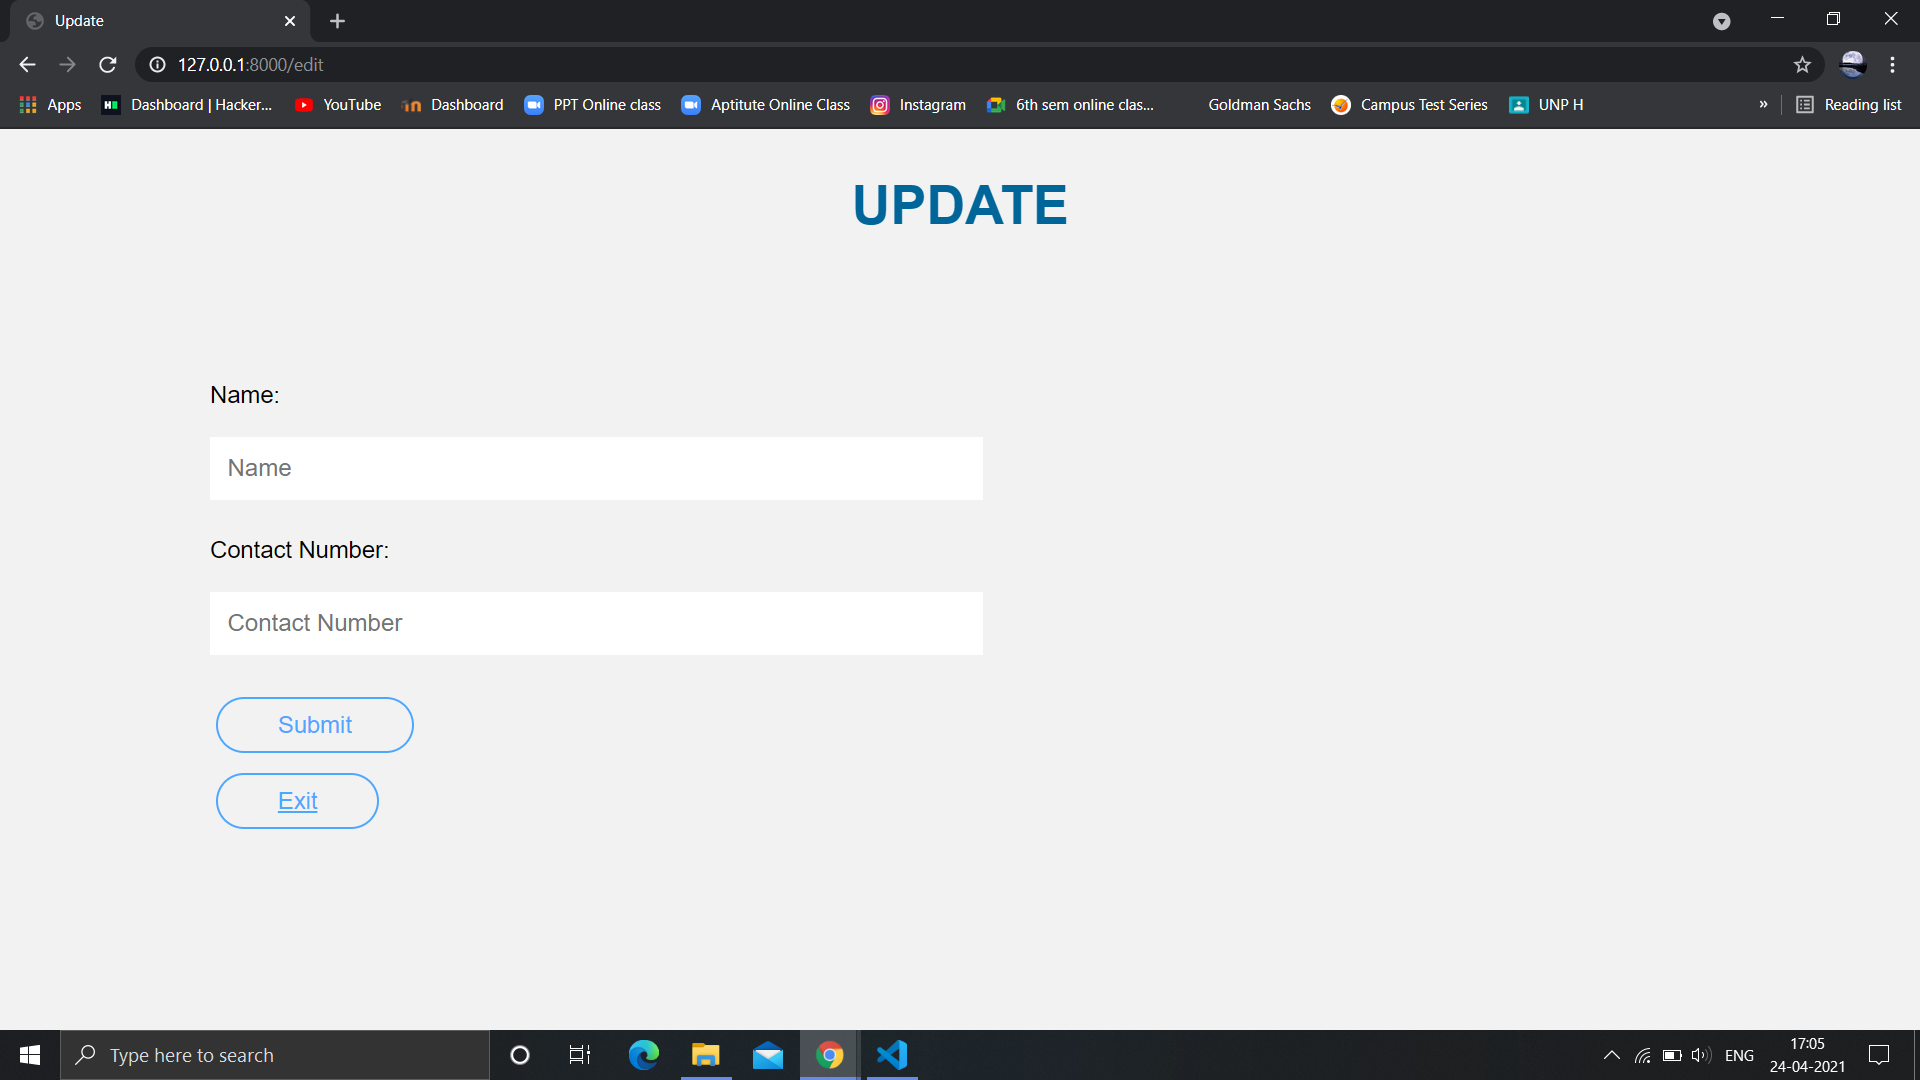 Update
127.0.0.1:8000/edit
Apps Dashboard | Hacker... YouTube Dashboard PPT Online class Aptitute Online Class Instagram 6th sem online clas... Goldman Sachs Campus Test Series UNP H » Reading list
UPDATE
Name:
Name
Contact Number:
Contact Number
Submit
Exit
Type here to search
ENG
17:05
24-04-2021